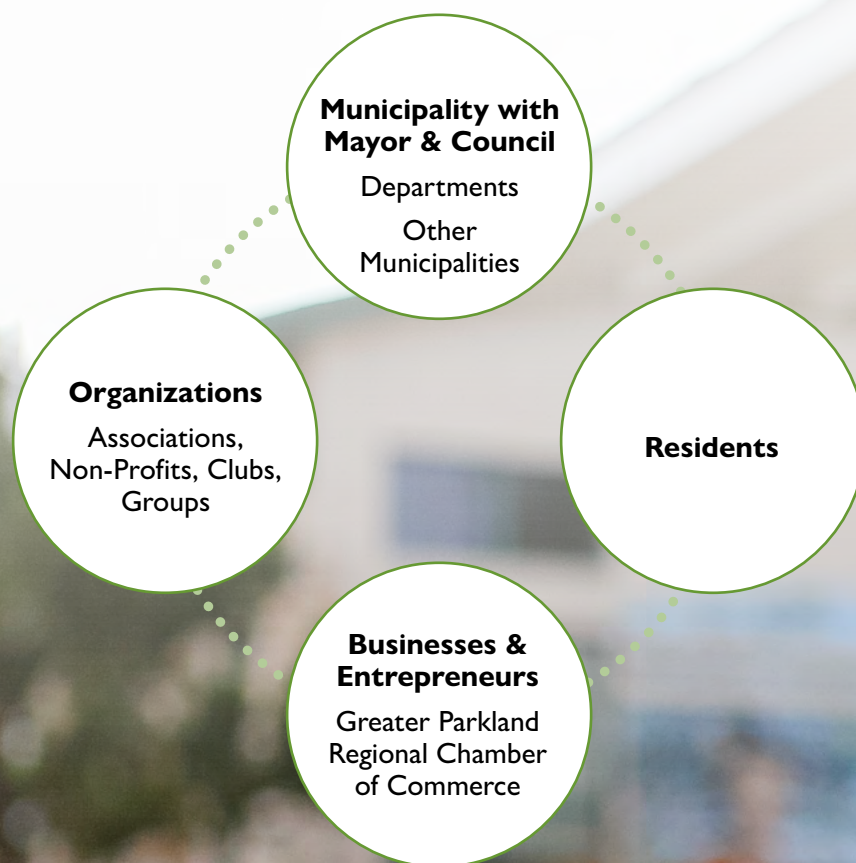 Municipality with
Mayor & Council
Departments
Other
Municipalities
Organizations
Associations,
Non-Profits, Clubs,
Groups
Residents
Businesses &
Entrepreneurs
Greater Parkland
Regional Chamber
of Commerce